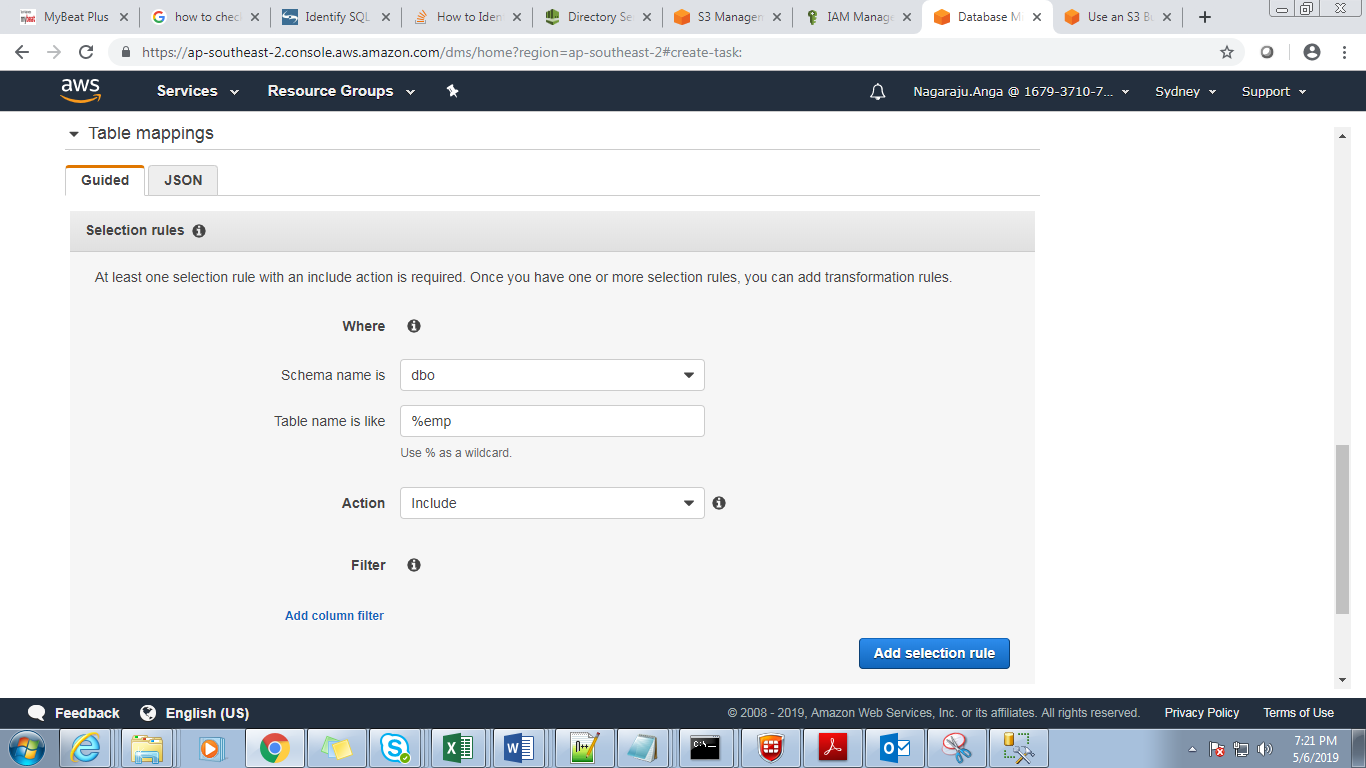 MyBeat Plus
how to chec
Identify SQL
How to Iden
Directory Se
S3 Managem
IAM Manage
Database Mi
Use an S3 Bu
https://ap-southeast-2.console.aws.amazon.com/dms/home?region=ap-southeast-2#create-task:
aws
Services
Resource Groups
Nagaraju.Anga @ 1679-3710-7...
Sydney
Support
Table mappings
Guided
JSON
Selection rules
At least one selection rule with an include action is required. Once you have one or more selection rules, you can add transformation rules.
Where
Schema name is
dbo
Table name is like
%emp
Use % as a wildcard.
Action
Include
Filter
Add column filter
Add selection rule
Feedback
English (US)
© 2008 - 2019, Amazon Web Services, Inc. or its affiliates. All rights reserved.
Privacy Policy
Terms of Use
7:21 PM
5/6/2019